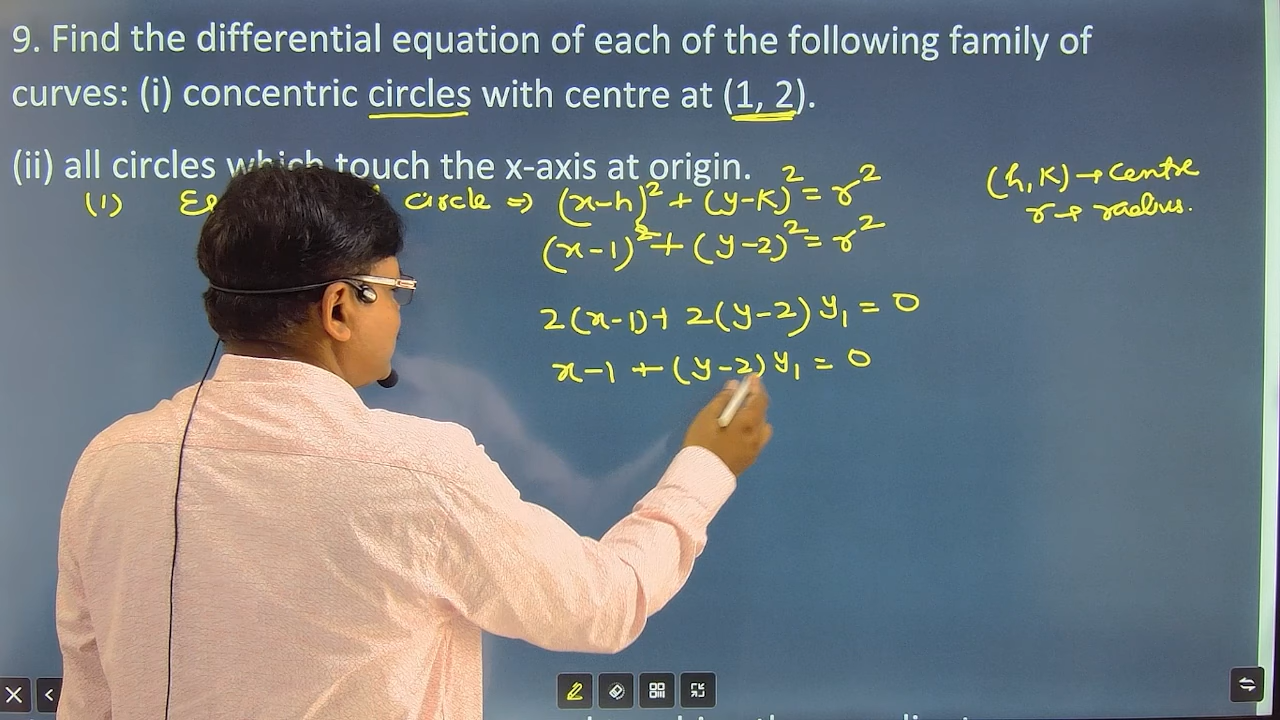 9. Find the differential equation of each of the following family of
curves: (i) concentric circles with centre at (1, 2).
(ii) all circles which touch the x-axis at origin.
(1) circle ⇒ (x-h)² + (y-k)² = r²
(h, k) → centre
r → radius.
(x-1)² + (y-2)² = r²
2(x-1) + 2(y-2) y₁ = 0
x-1 + (y-2) y₁ = 0